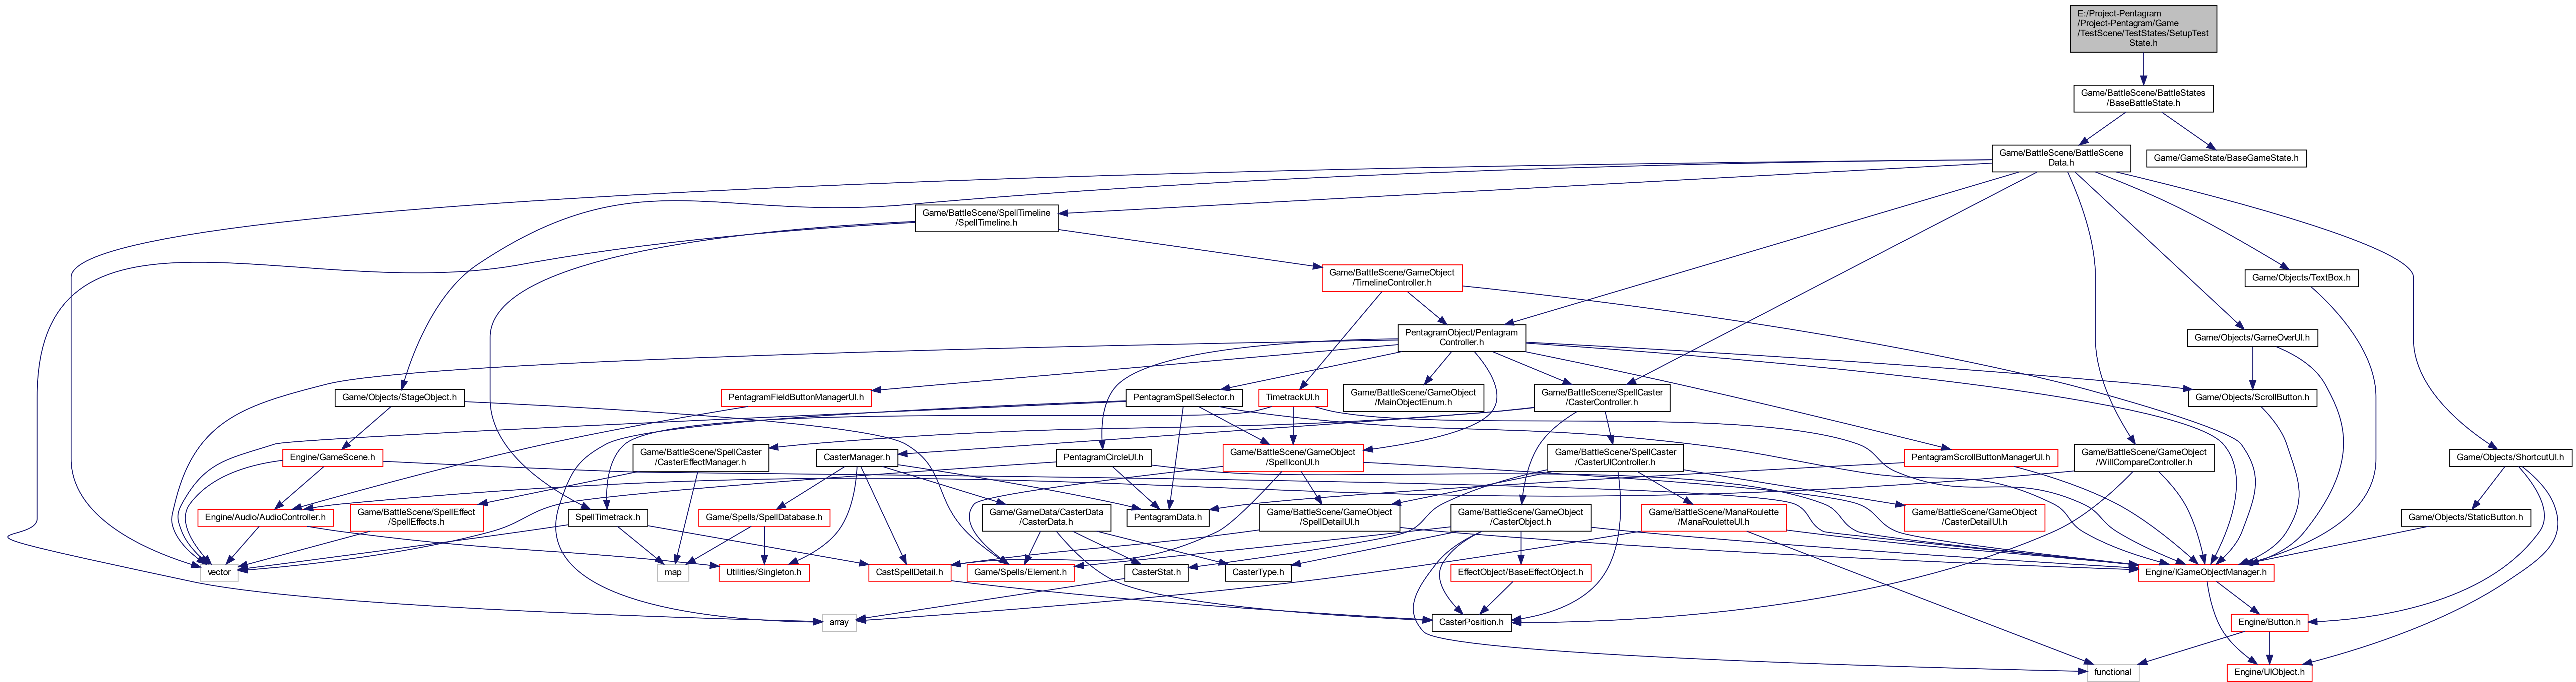 E:/Project-Pentagram
/Project-Pentagram/Game
/TestScene/TestStates/SetupTest
State.h
Game/BattleScene/BattleStates
/BaseBattleState.h
Game/BattleScene/BattleScene
Data.h
Game/GameState/BaseGameState.h
Game/BattleScene/SpellTimeline
/SpellTimeline.h
Game/BattleScene/GameObject
/TimelineController.h
Game/Objects/TextBox.h
PentagramObject/Pentagram
Controller.h
Game/Objects/GameOverUI.h
Game/Objects/StageObject.h
PentagramFieldButtonManagerUI.h
PentagramSpellSelector.h
TimetrackUI.h
Game/BattleScene/GameObject
/MainObjectEnum.h
Game/BattleScene/SpellCaster
/CasterController.h
Game/Objects/ScrollButton.h
Engine/GameScene.h
Game/BattleScene/SpellCaster
/CasterEffectManager.h
CasterManager.h
PentagramCircleUI.h
Game/BattleScene/GameObject
/SpellIconUI.h
Game/BattleScene/SpellCaster
/CasterUIController.h
PentagramScrollButtonManagerUI.h
Game/BattleScene/GameObject
/WillCompareController.h
Game/Objects/ShortcutUI.h
Engine/Audio/AudioController.h
Game/BattleScene/SpellEffect
/SpellEffects.h
SpellTimetrack.h
Game/Spells/SpellDatabase.h
Game/GameData/CasterData
/CasterData.h
PentagramData.h
Game/BattleScene/GameObject
/SpellDetailUI.h
Game/BattleScene/GameObject
/CasterObject.h
Game/BattleScene/ManaRoulette
/ManaRouletteUI.h
Game/BattleScene/GameObject
/CasterDetailUI.h
Game/Objects/StaticButton.h
vector
map
Utilities/Singleton.h
CastSpellDetail.h
Game/Spells/Element.h
CasterStat.h
CasterType.h
EffectObject/BaseEffectObject.h
Engine/IGameObjectManager.h
array
CasterPosition.h
Engine/Button.h
functional
Engine/UIObject.h